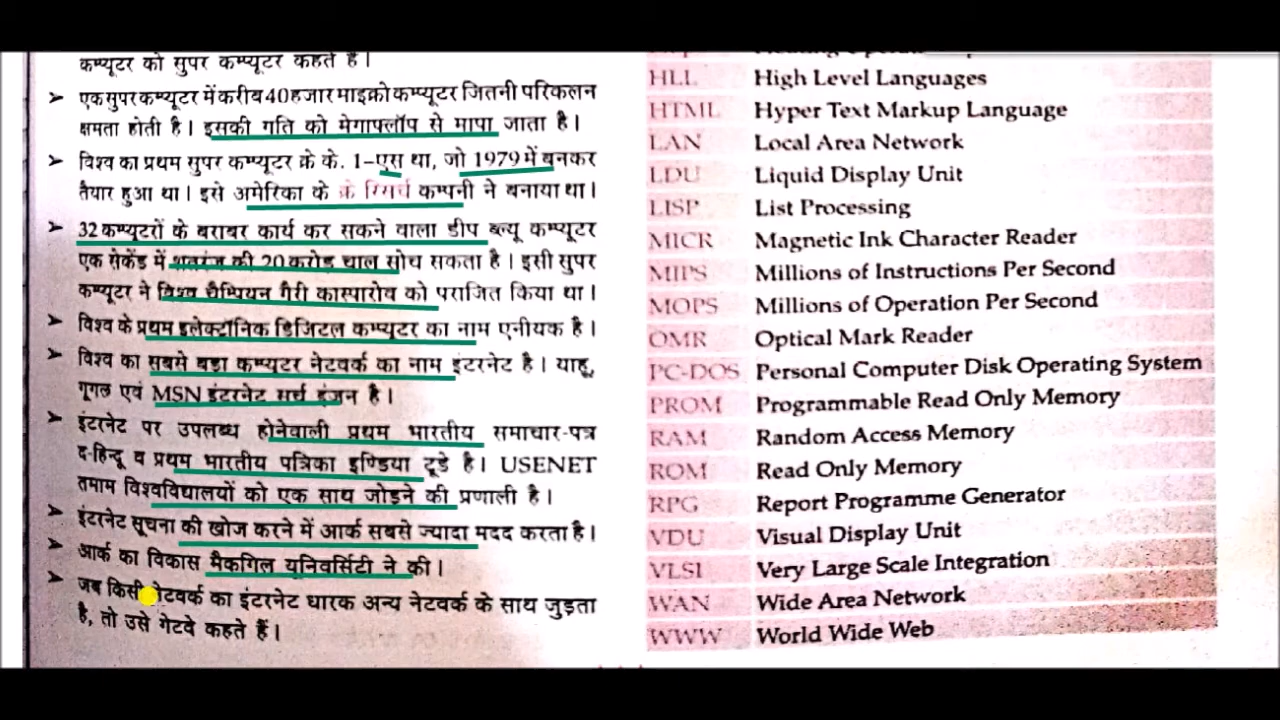 कम्प्यूटर को सुपर कम्प्यूटर कहते हैं।
➤ एक सुपर कम्प्यूटर में करीब 40 हजार माइक्रो कम्प्यूटर जितनी परिकलन
क्षमता होती है। इसकी गति को मेगाफ्लॉप से मापा जाता है।
➤ विश्व का प्रथम सुपर कम्प्यूटर क्रे के. 1-एस था, जो 1979 में बनकर
तैयार हुआ था। इसे अमेरिका के क्रे रिसर्च कम्पनी ने बनाया था।
➤ 32 कम्प्यूटरों के बराबर कार्य कर सकने वाला डीप ब्ल्यू कम्प्यूटर
एक सेकेंड में शतरंज की 20 करोड़ चाल सोच सकता है। इसी सुपर
कम्प्यूटर ने विश्व चैम्पियन गैरी कास्पारोव को पराजित किया था।
➤ विश्व के प्रथम इलेक्ट्रॉनिक डिजिटल कम्प्यूटर का नाम एनीयक है।
➤ विश्व का सबसे बड़ा कम्प्यूटर नेटवर्क का नाम इंटरनेट है। याहू,
गूगल एवं MSN इंटरनेट सर्च इंजन है।
➤ इंटरनेट पर उपलब्ध होनेवाली प्रथम भारतीय समाचार-पत्र
द-हिन्दू व प्रथम भारतीय पत्रिका इण्डिया टूडे है। USENET
तमाम विश्वविद्यालयों को एक साथ जोड़ने की प्रणाली है।
➤ इंटरनेट सूचना की खोज करने में आर्क सबसे ज्यादा मदद करता है।
➤ आर्क का विकास मैकगिल यूनिवर्सिटी ने की।
➤ जब किसी नेटवर्क का इंटरनेट धारक अन्य नेटवर्क के साथ जुड़ता
है, तो उसे गेटवे कहते हैं।
HLL High Level Languages
HTML Hyper Text Markup Language
LAN Local Area Network
LDU Liquid Display Unit
LISP List Processing
MICR Magnetic Ink Character Reader
MIPS Millions of Instructions Per Second
MOPS Millions of Operation Per Second
OMR Optical Mark Reader
PC-DOS Personal Computer Disk Operating System
PROM Programmable Read Only Memory
RAM Random Access Memory
ROM Read Only Memory
RPG Report Programme Generator
VDU Visual Display Unit
VLSI Very Large Scale Integration
WAN Wide Area Network
WWW World Wide Web